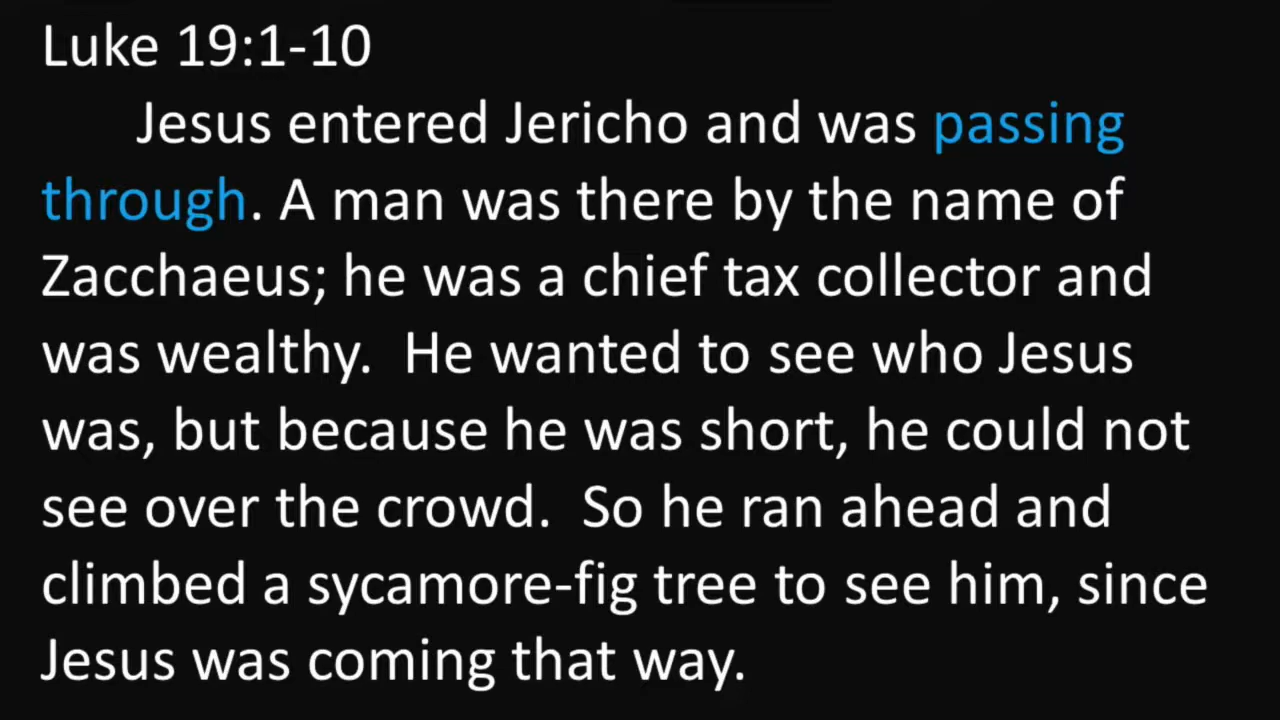 Luke 19:1-10
Jesus entered Jericho and was passing
through. A man was there by the name of
Zacchaeus; he was a chief tax collector and
was wealthy.  He wanted to see who Jesus
was, but because he was short, he could not
see over the crowd.  So he ran ahead and
climbed a sycamore-fig tree to see him, since
Jesus was coming that way.